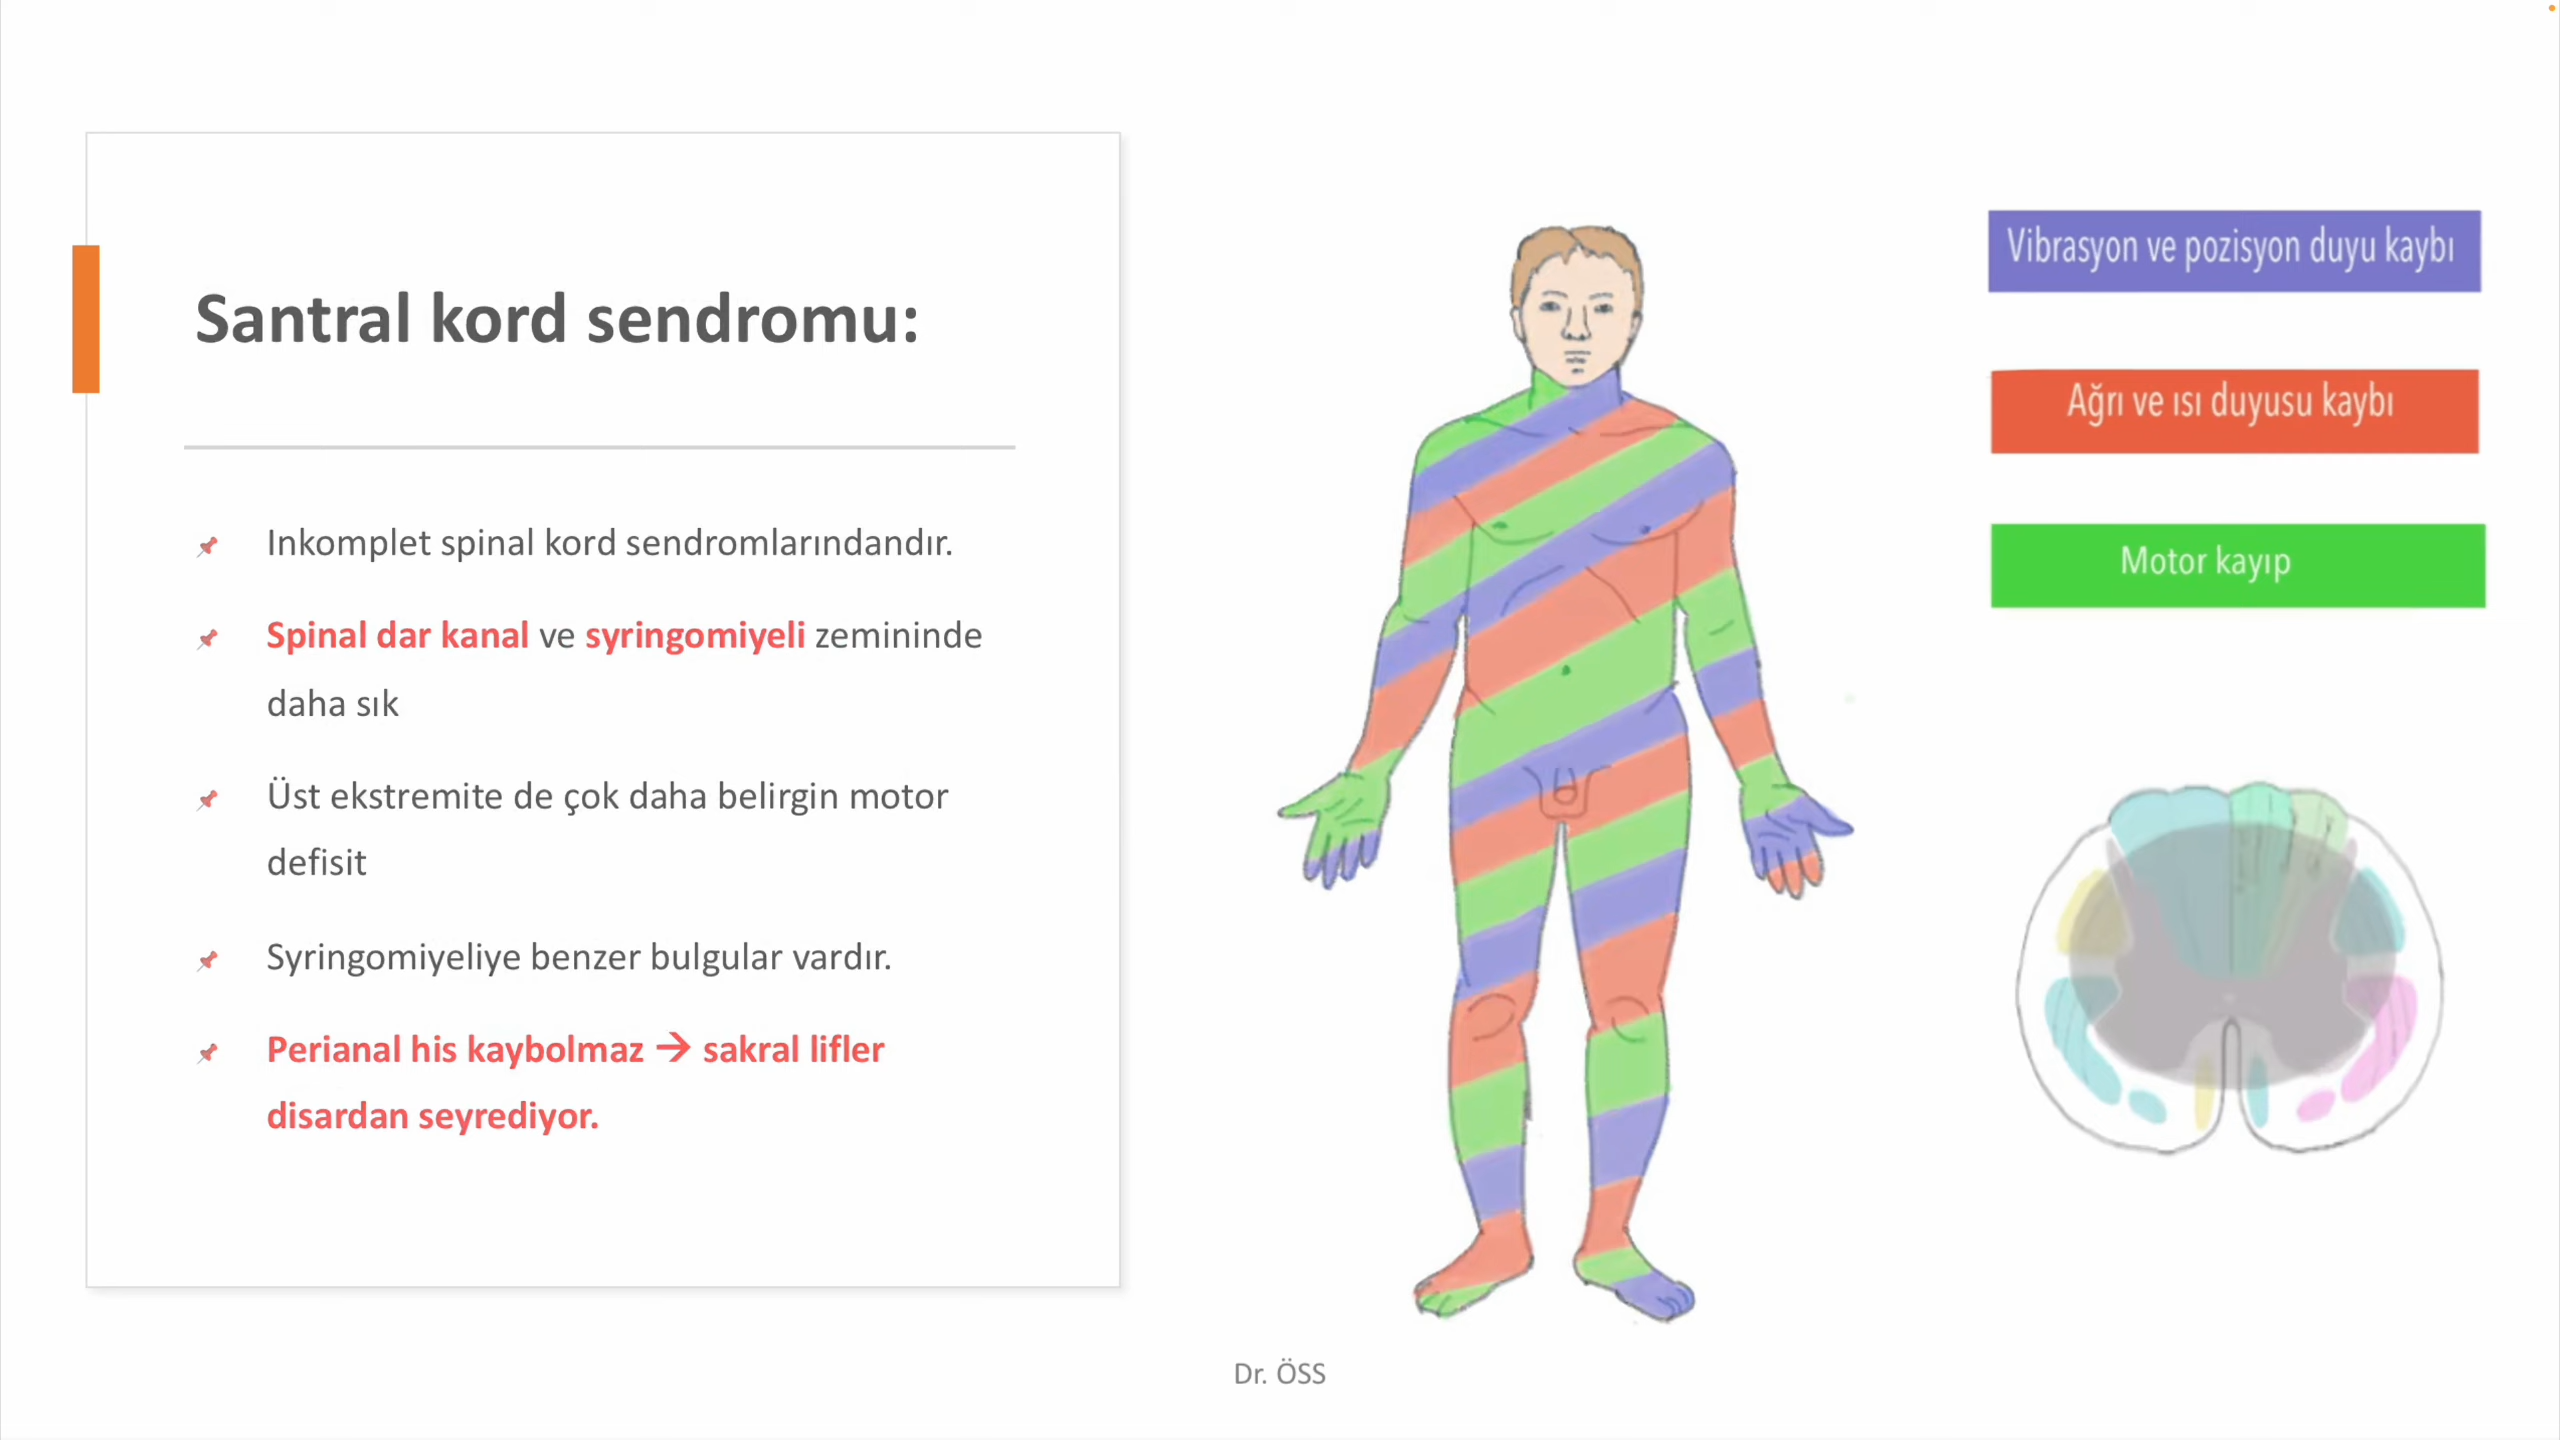 Santral kord sendromu:
Inkomplet spinal kord sendromlarındandır.
Spinal dar kanal ve syringomiyeli zemininde
daha sık
Üst ekstremite de çok daha belirgin motor
defisit
Syringomiyeliye benzer bulgular vardır.
Perianal his kaybolmaz → sakral lifler
disardan seyrediyor.
Vibrasyon ve pozisyon duyu kaybı
Ağrı ve ısı duyusu kaybı
Motor kayıp
Dr. ÖSS